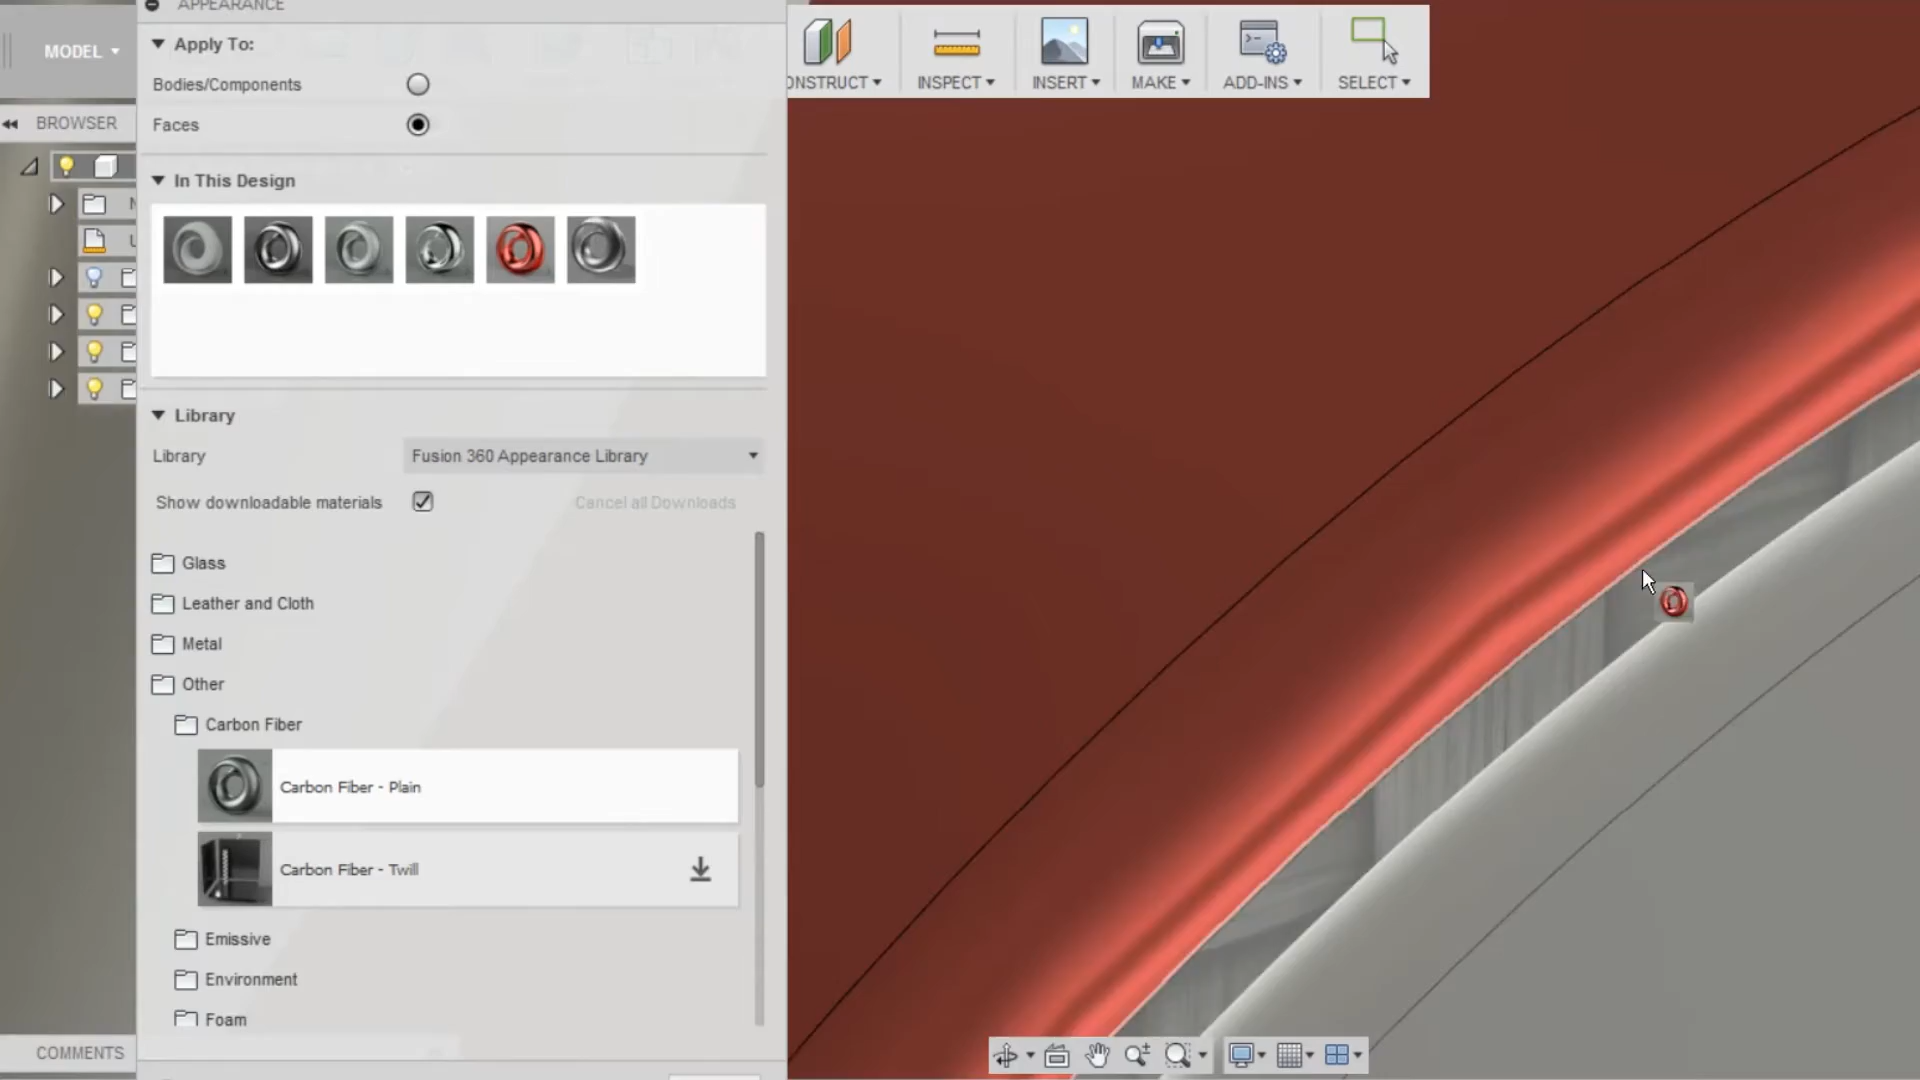 APPEARANCE
MODEL
Apply To:
Bodies/Components
Faces
ONSTRUCT
INSPECT
INSERT
MAKE
ADD-INS
SELECT
BROWSER
In This Design
Library
Library
Fusion 360 Appearance Library
Show downloadable materials
Cancel all Downloads
Glass
Leather and Cloth
Metal
Other
Carbon Fiber
Carbon Fiber - Plain
Carbon Fiber - Twill
Emissive
Environment
Foam
COMMENTS